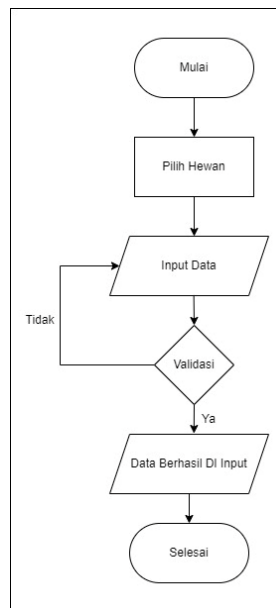 Mulai
Pilih Hewan
Input Data
Tidak
Validasi
Ya
Data Berhasil DI Input
Selesai